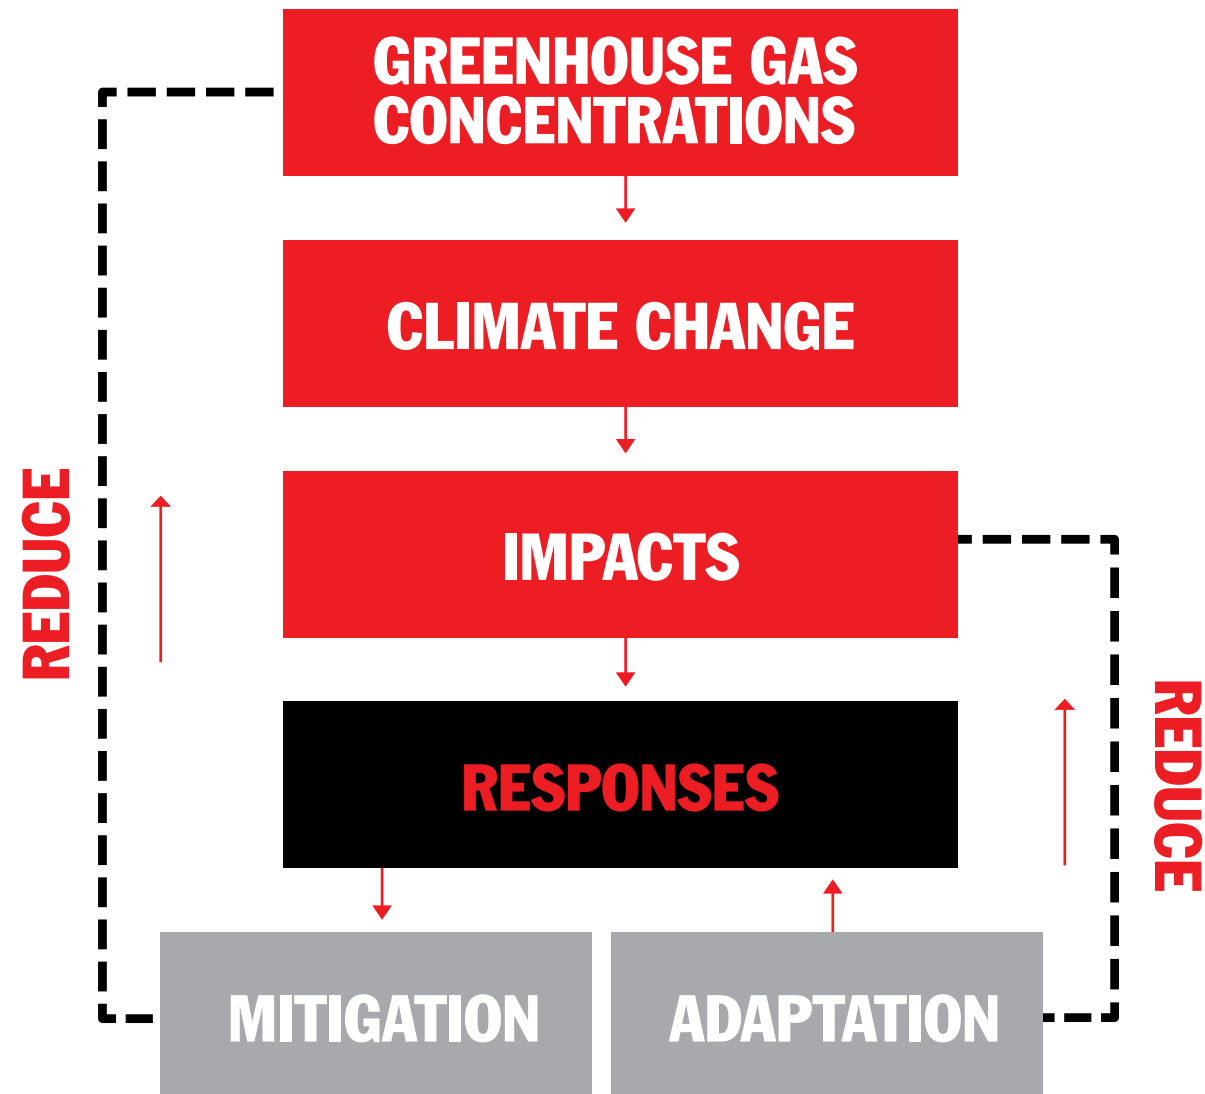 GREENHOUSE GAS
CONCENTRATIONS
CLIMATE CHANGE
REDUCE
IMPACTS
RESPONSES
REDUCE
MITIGATION
ADAPTATION